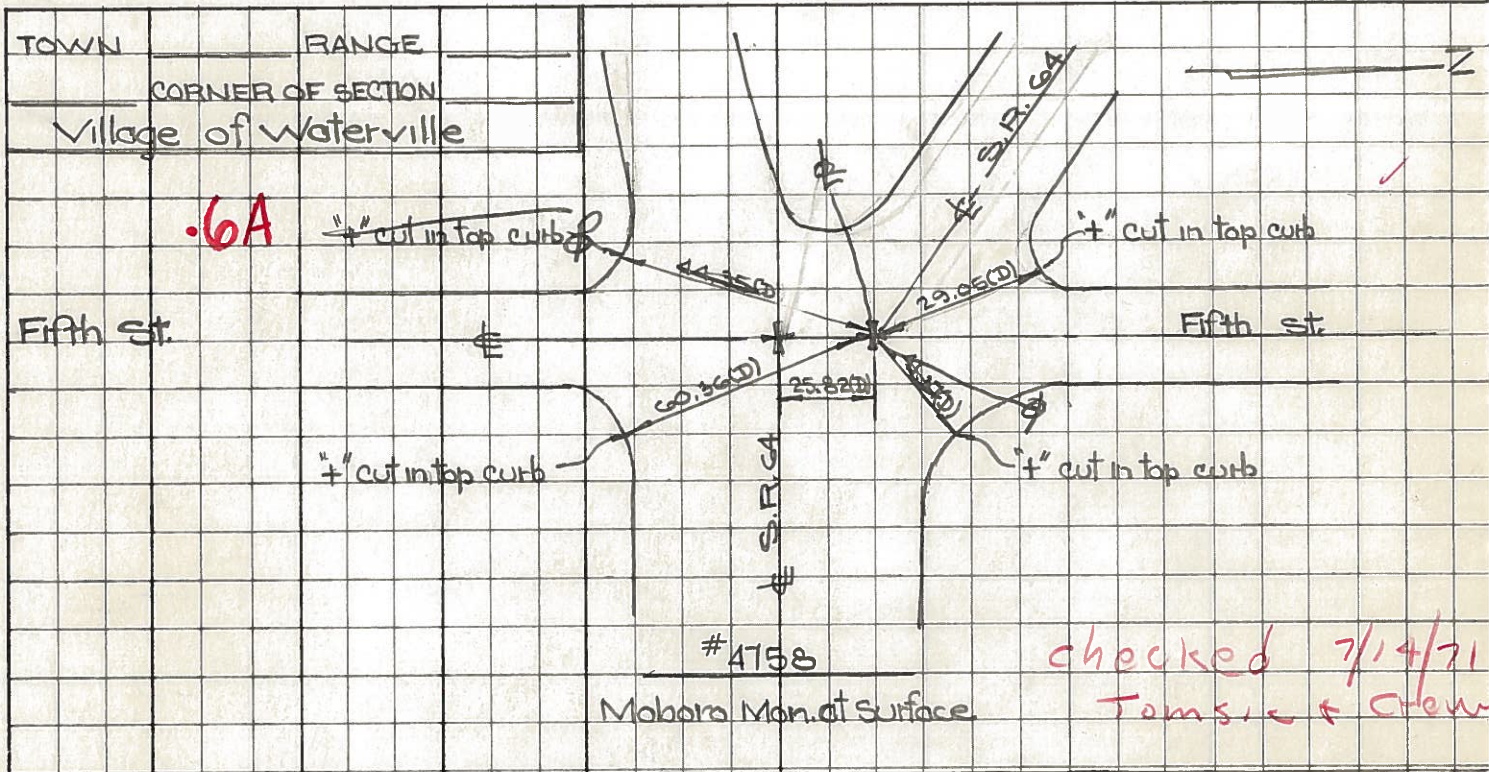 TOWN RANGE
CORNER OF SECTION
Village of Waterville
.6A
"+" cut in top curb
44.35(D)
℄
℄ S.R. 64
Z
29.05(D)
"+" cut in top curb
Fifth St.
℄
Fifth St.
60.36(D)
25.82(D)
"+" cut in top curb
"+" cut in top curb
℄ S.R. 64
#4758
Moboro Mon. at Surface
checked 7/14/71
& Crew